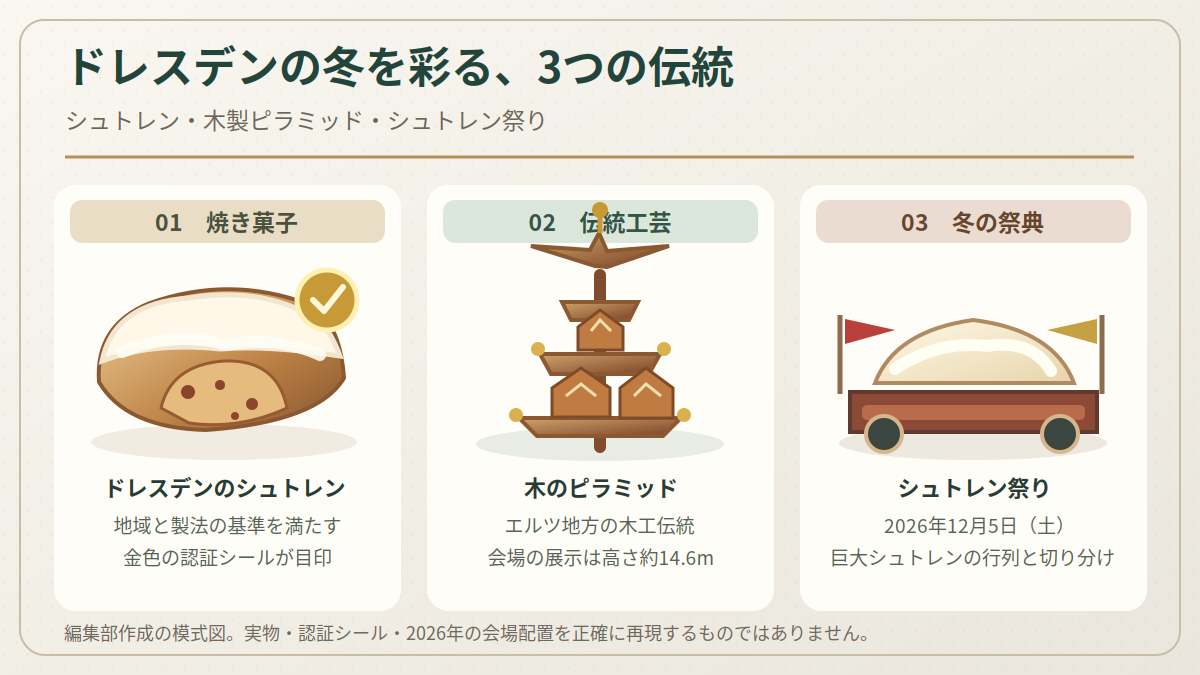 ドレスデンの冬を彩る、3つの伝統
シュトレン・木製ピラミッド・シュトレン祭り
01 焼き菓子
ドレスデンのシュトレン
地域と製法の基準を満たす
金色の認証シールが目印
02 伝統工芸
木のピラミッド
エルツ地方の木工伝統
会場の展示は高さ約14.6m
03 冬の祭典
シュトレン祭り
2026年12月5日（土）
巨大シュトレンの行列と切り分け
編集部作成の模式図。実物・認証シール・2026年の会場配置を正確に再現するものではありません。